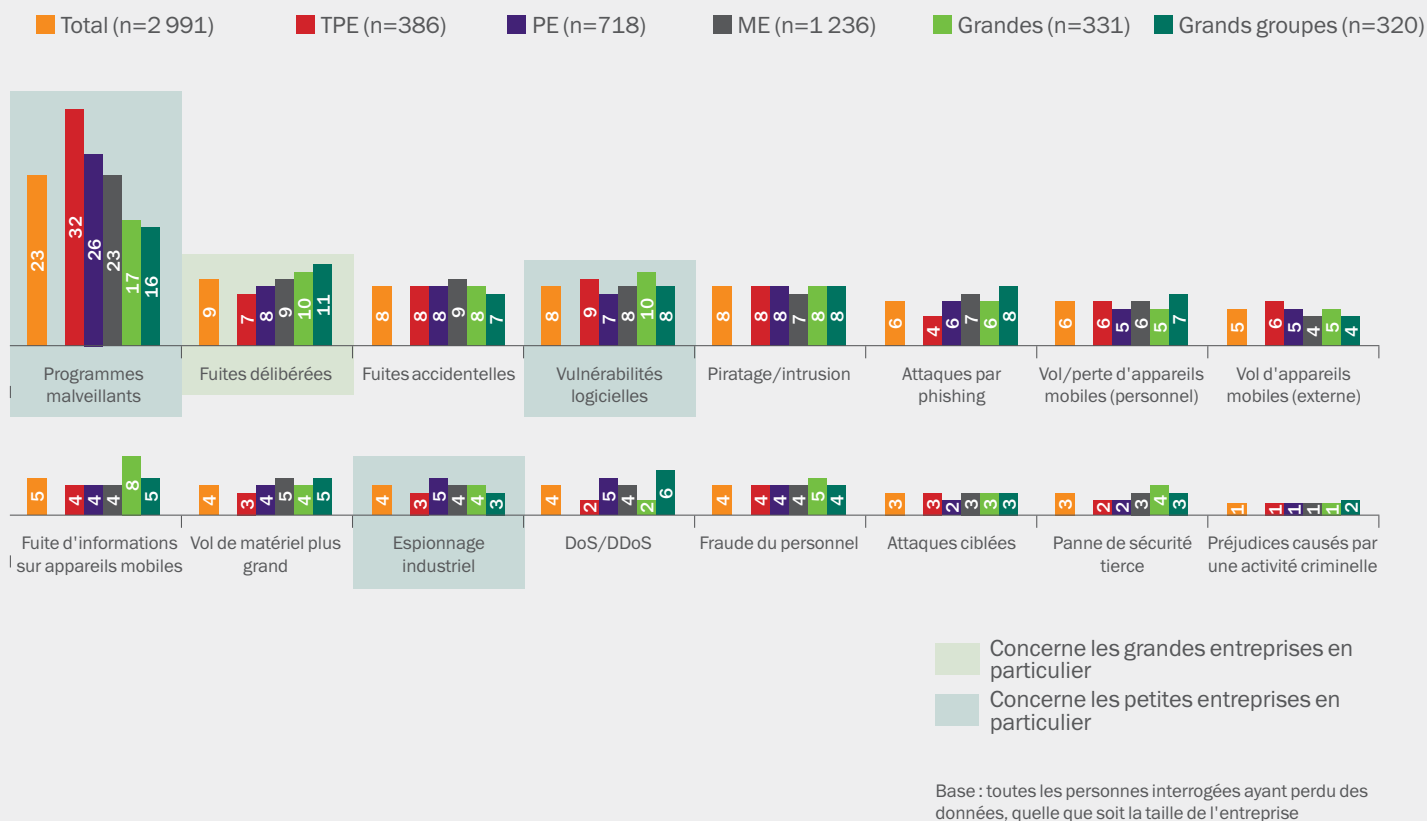 Total (n=2 991) TPE (n=386) PE (n=718) ME (n=1 236) Grandes (n=331) Grands groupes (n=320)
23 32 26 23 17 16
9 7 8 9 10 11
8 8 8 9 8 7
8 9 7 8 10 8
8 8 8 7 8 8
6 4 6 7 6 8
6 6 5 6 5 7
5 6 5 4 5 4
Programmes
malveillants
Fuites délibérées
Fuites accidentelles
Vulnérabilités
logicielles
Piratage/intrusion
Attaques par
phishing
Vol/perte d'appareils
mobiles (personnel)
Vol d'appareils
mobiles (externe)
5 4 4 4 8 5
4 3 4 5 4 5
4 3 5 4 4 3
4 2 5 4 2 6
4 4 4 4 5 4
3 3 2 3 3 3
3 2 2 3 4 3
1 1 1 1 1 2
Fuite d'informations
sur appareils mobiles
Vol de matériel plus
grand
Espionnage
industriel
DoS/DDoS
Fraude du personnel
Attaques ciblées
Panne de sécurité
tierce
Préjudices causés par
une activité criminelle
Concerne les grandes entreprises en
particulier
Concerne les petites entreprises en
particulier
Base : toutes les personnes interrogées ayant perdu des
données, quelle que soit la taille de l'entreprise